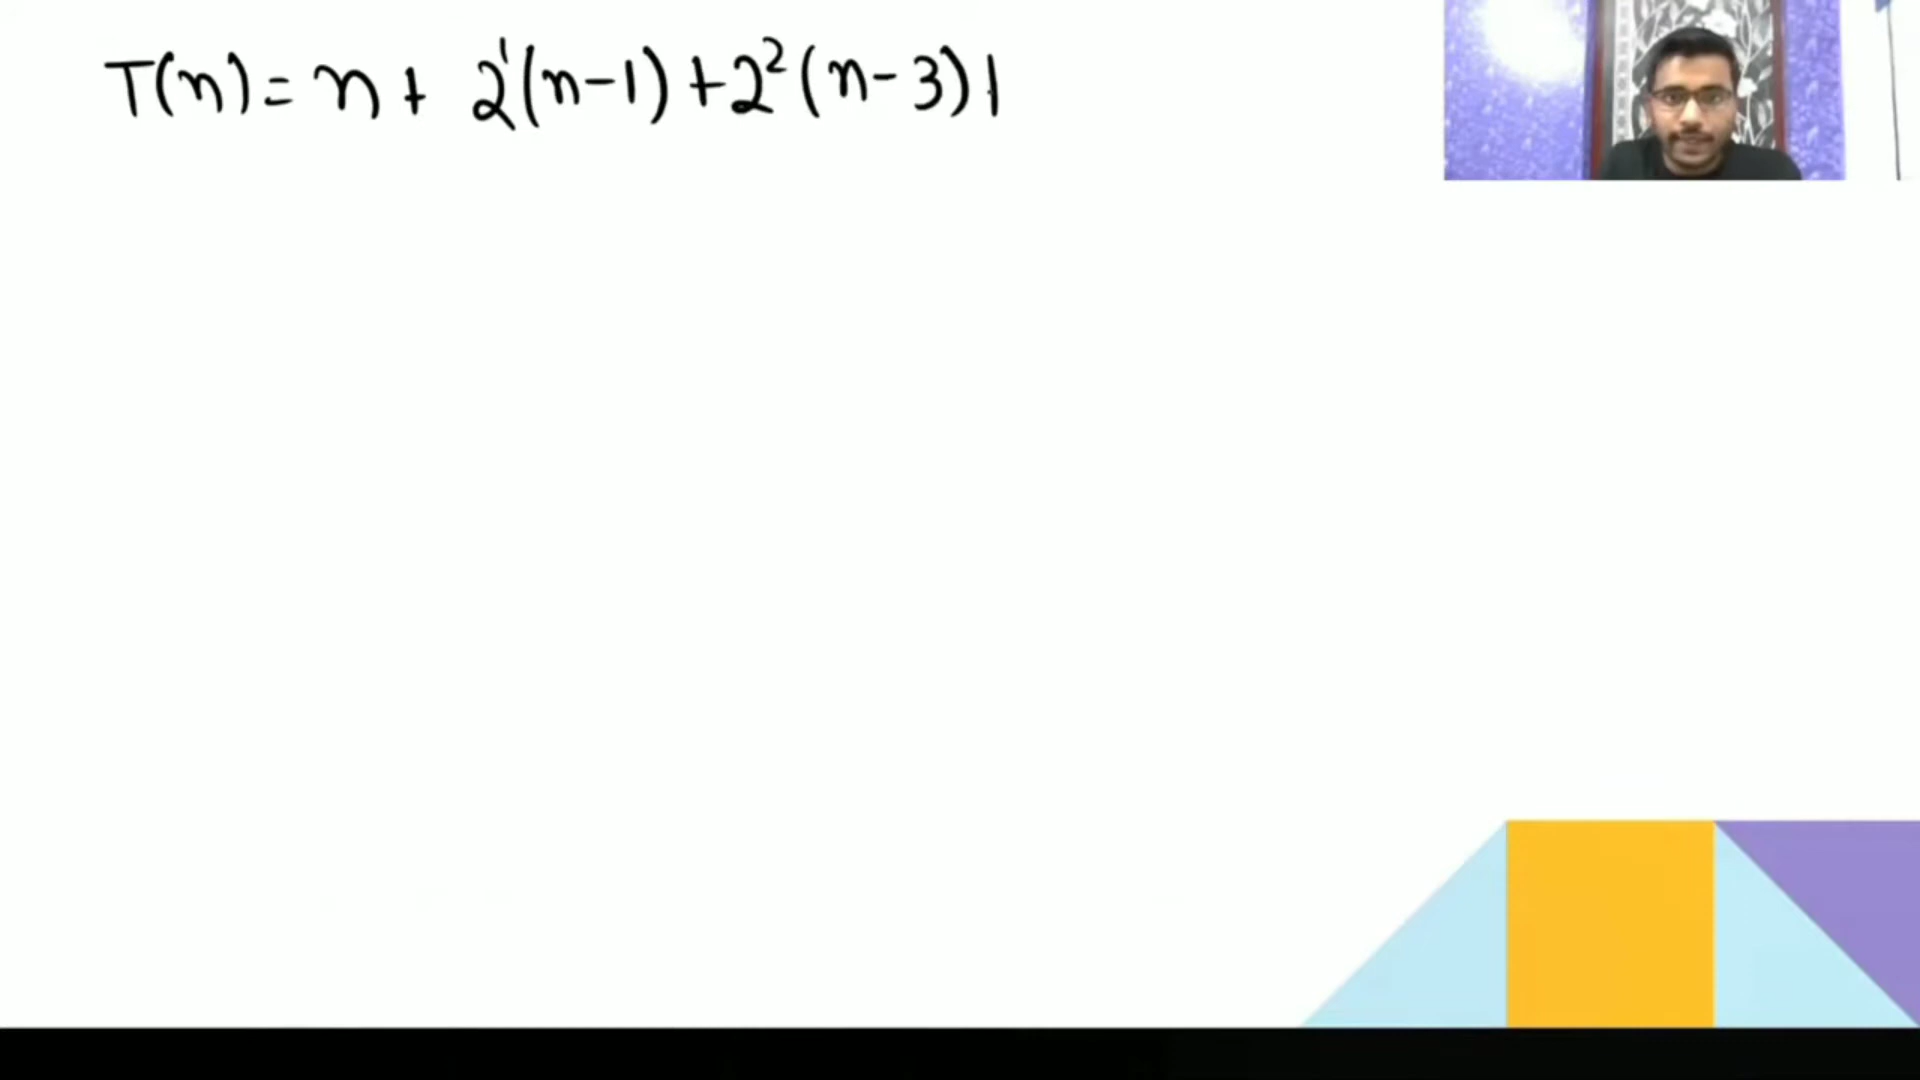 T(n) = n + 2¹(n-1) + 2²(n-3) |